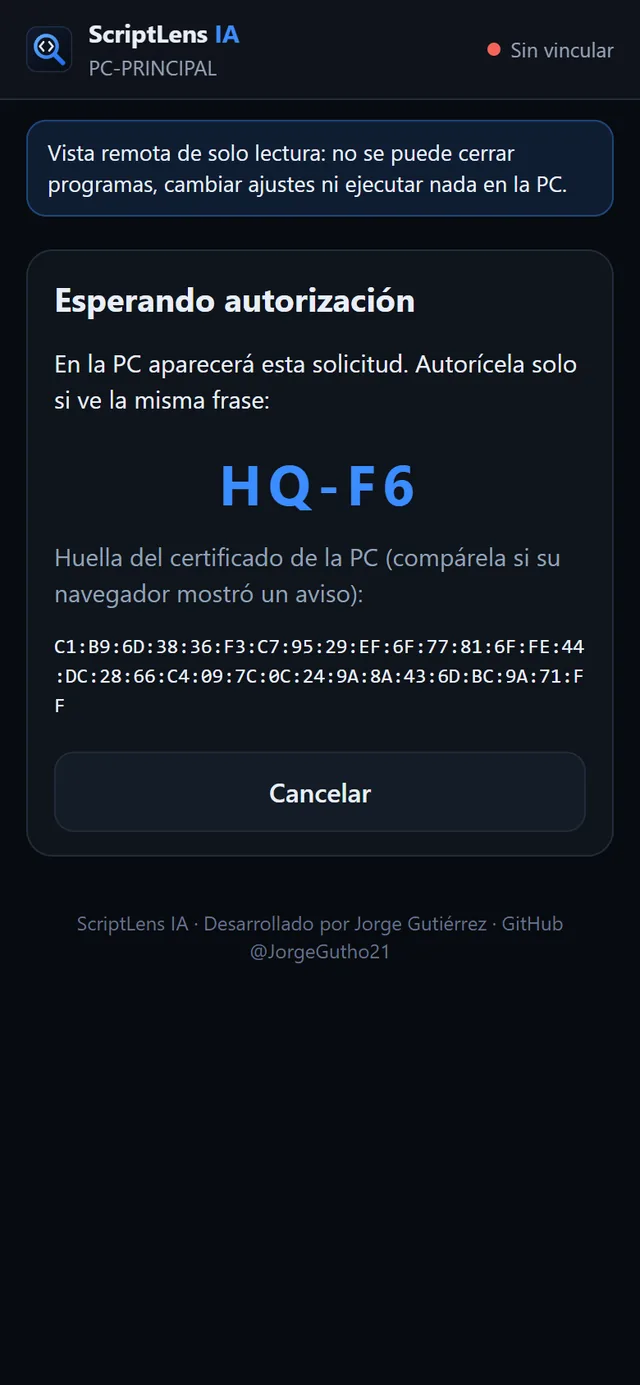 ScriptLens IA
PC-PRINCIPAL
Sin vincular
Vista remota de solo lectura: no se puede cerrar
programas, cambiar ajustes ni ejecutar nada en la PC.
Esperando autorización
En la PC aparecerá esta solicitud. Autorícela solo
si ve la misma frase:
HQ-F6
Huella del certificado de la PC (compárela si su
navegador mostró un aviso):
C1:B9:6D:38:36:F3:C7:95:29:EF:6F:77:81:6F:FE:44
:DC:28:66:C4:09:7C:0C:24:9A:8A:43:6D:BC:9A:71:F
F
Cancelar
ScriptLens IA · Desarrollado por Jorge Gutiérrez · GitHub
@JorgeGutho21